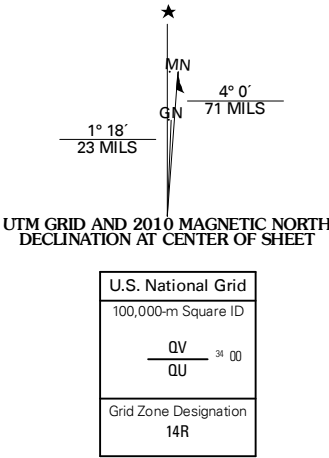 MN
4° 0´
71 MILS
GN
1° 18´
23 MILS
UTM GRID AND 2010 MAGNETIC NORTH
DECLINATION AT CENTER OF SHEET
U.S. National Grid
100,000-m Square ID
QV
34 00
QU
Grid Zone Designation
14R